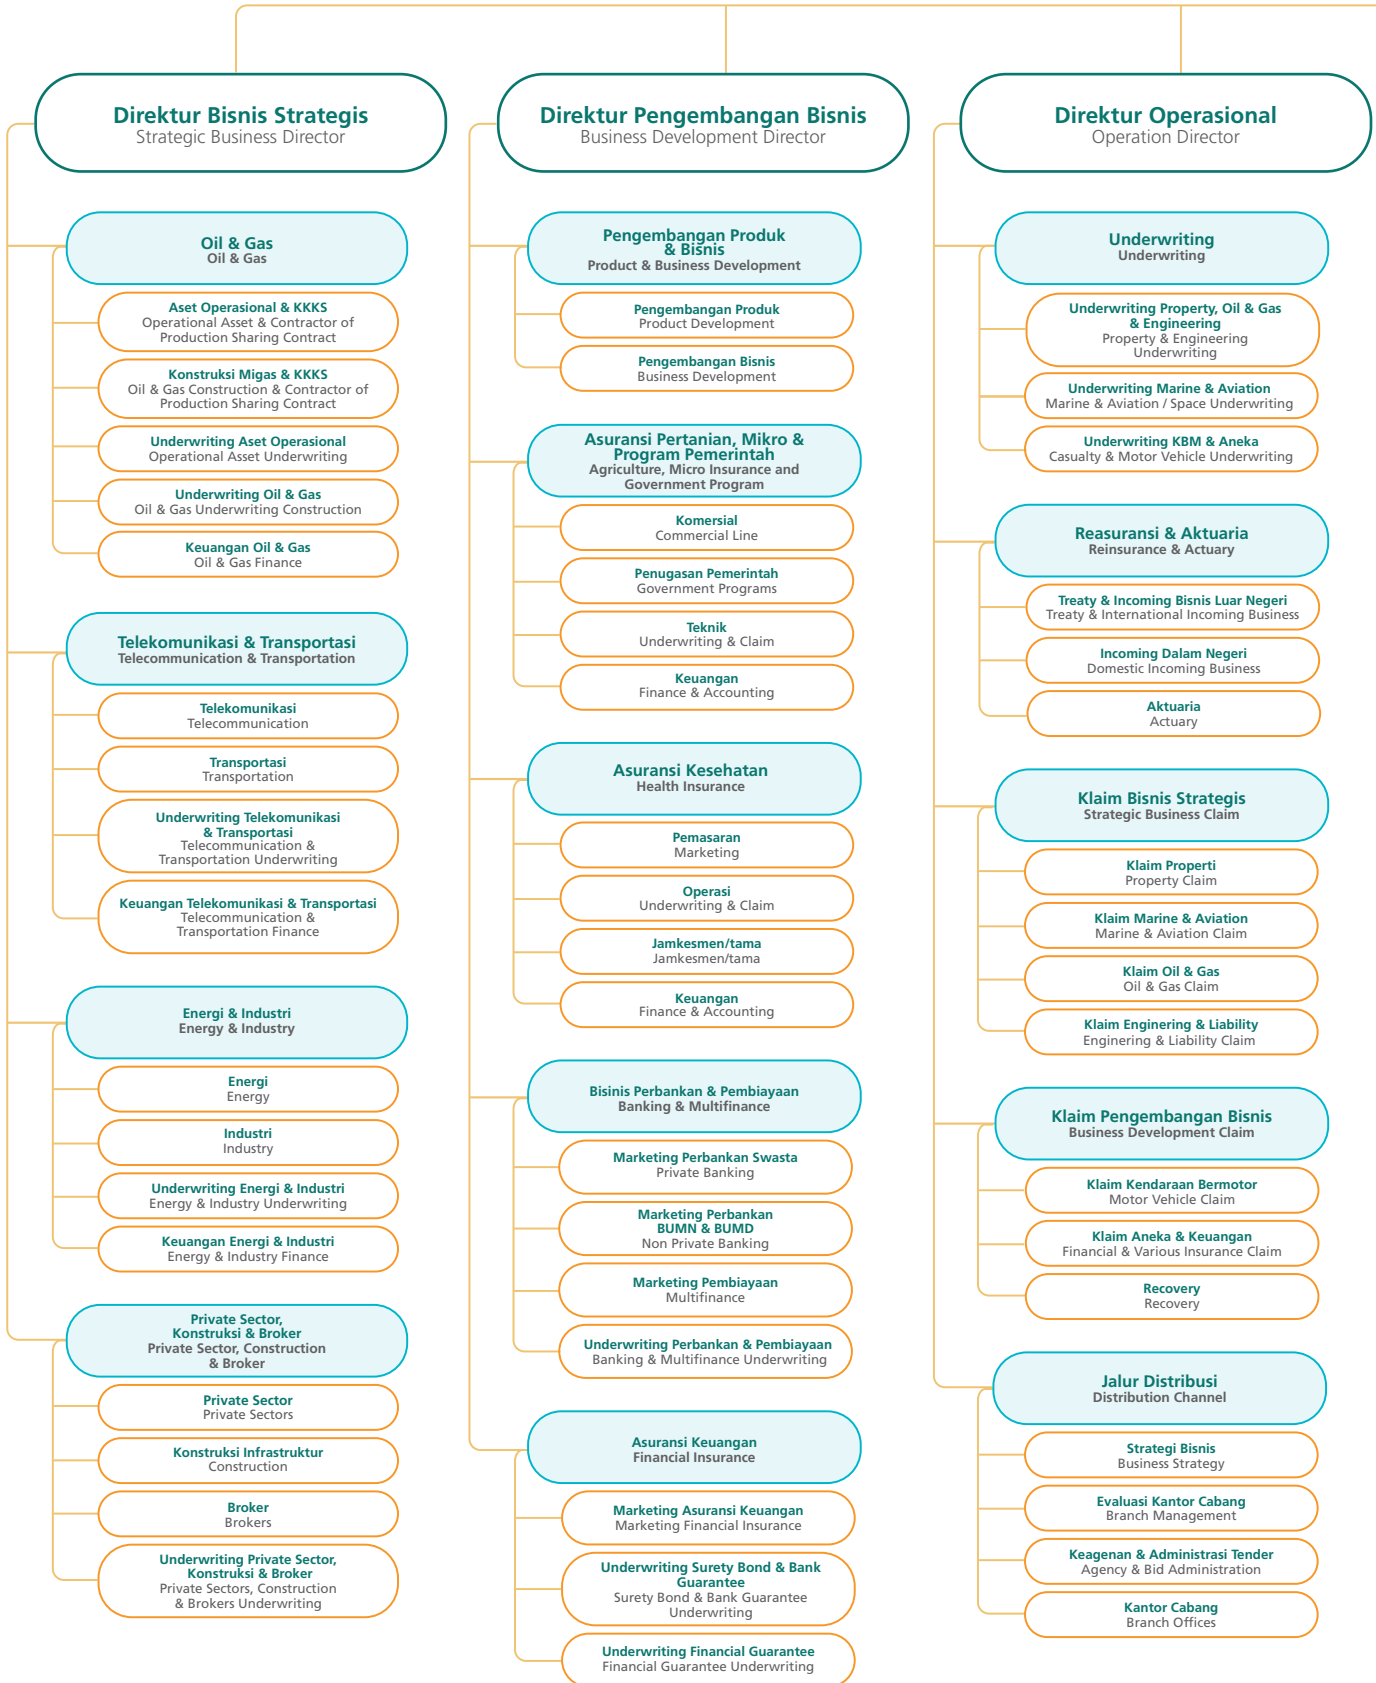 Direktur Bisnis Strategis
Strategic Business Director
Oil & Gas
Oil & Gas
Aset Operasional & KKKS
Operational Asset & Contractor of
Production Sharing Contract
Konstruksi Migas & KKKS
Oil & Gas Construction & Contractor of
Production Sharing Contract
Underwriting Aset Operasional
Operational Asset Underwriting
Underwriting Oil & Gas
Oil & Gas Underwriting Construction
Keuangan Oil & Gas
Oil & Gas Finance
Telekomunikasi & Transportasi
Telecommunication & Transportation
Telekomunikasi
Telecommunication
Transportasi
Transportation
Underwriting Telekomunikasi
& Transportasi
Telecommunication &
Transportation Underwriting
Keuangan Telekomunikasi & Transportasi
Telecommunication &
Transportation Finance
Energi & Industri
Energy & Industry
Energi
Energy
Industri
Industry
Underwriting Energi & Industri
Energy & Industry Underwriting
Keuangan Energi & Industri
Energy & Industry Finance
Private Sector,
Konstruksi & Broker
Private Sector, Construction
& Broker
Private Sector
Private Sectors
Konstruksi Infrastruktur
Construction
Broker
Brokers
Underwriting Private Sector,
Konstruksi & Broker
Private Sectors, Construction
& Brokers Underwriting
Direktur Pengembangan Bisnis
Business Development Director
Pengembangan Produk
& Bisnis
Product & Business Development
Pengembangan Produk
Product Development
Pengembangan Bisnis
Business Development
Asuransi Pertanian, Mikro &
Program Pemerintah
Agriculture, Micro Insurance and
Government Program
Komersial
Commercial Line
Penugasan Pemerintah
Government Programs
Teknik
Underwriting & Claim
Keuangan
Finance & Accounting
Asuransi Kesehatan
Health Insurance
Pemasaran
Marketing
Operasi
Underwriting & Claim
Jamkesmen/tama
Jamkesmen/tama
Keuangan
Finance & Accounting
Bisinis Perbankan & Pembiayaan
Banking & Multifinance
Marketing Perbankan Swasta
Private Banking
Marketing Perbankan
BUMN & BUMD
Non Private Banking
Marketing Pembiayaan
Multifinance
Underwriting Perbankan & Pembiayaan
Banking & Multifinance Underwriting
Asuransi Keuangan
Financial Insurance
Marketing Asuransi Keuangan
Marketing Financial Insurance
Underwriting Surety Bond & Bank
Guarantee
Surety Bond & Bank Guarantee
Underwriting
Underwriting Financial Guarantee
Financial Guarantee Underwriting
Direktur Operasional
Operation Director
Underwriting
Underwriting
Underwriting Property, Oil & Gas
& Engineering
Property & Engineering
Underwriting
Underwriting Marine & Aviation
Marine & Aviation / Space Underwriting
Underwriting KBM & Aneka
Casualty & Motor Vehicle Underwriting
Reasuransi & Aktuaria
Reinsurance & Actuary
Treaty & Incoming Bisnis Luar Negeri
Treaty & International Incoming Business
Incoming Dalam Negeri
Domestic Incoming Business
Aktuaria
Actuary
Klaim Bisnis Strategis
Strategic Business Claim
Klaim Properti
Property Claim
Klaim Marine & Aviation
Marine & Aviation Claim
Klaim Oil & Gas
Oil & Gas Claim
Klaim Enginering & Liability
Enginering & Liability Claim
Klaim Pengembangan Bisnis
Business Development Claim
Klaim Kendaraan Bermotor
Motor Vehicle Claim
Klaim Aneka & Keuangan
Financial & Various Insurance Claim
Recovery
Recovery
Jalur Distribusi
Distribution Channel
Strategi Bisnis
Business Strategy
Evaluasi Kantor Cabang
Branch Management
Keagenan & Administrasi Tender
Agency & Bid Administration
Kantor Cabang
Branch Offices